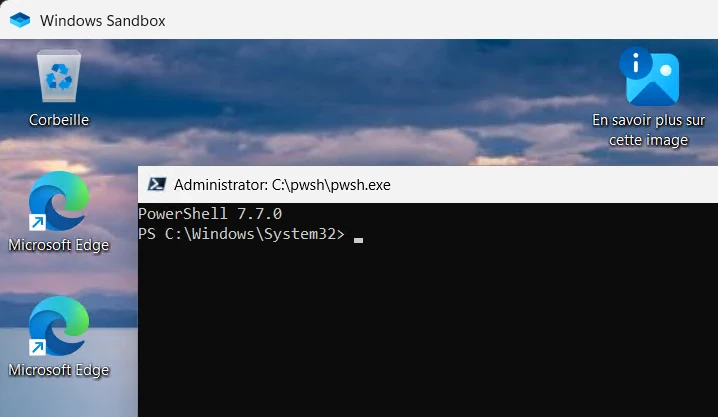 Windows Sandbox
Corbeille
En savoir plus sur
cette image
Microsoft Edge
Administrator: C:\pwsh\pwsh.exe
PowerShell 7.7.0
PS C:\Windows\System32>
Microsoft Edge